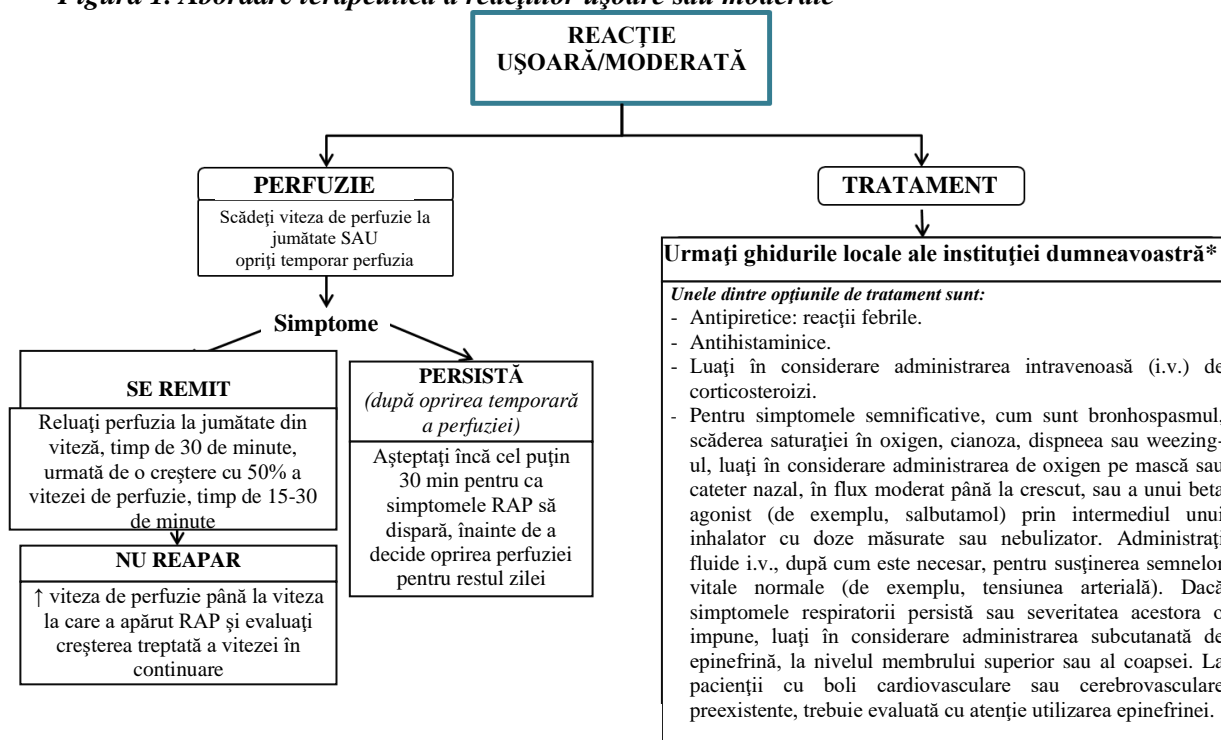 Figura 1. Abordare terapeutică a reacţiilor uşoare sau moderate
REACŢIE
UŞOARĂ/MODERATĂ
PERFUZIE
Scădeţi viteza de perfuzie la
jumătate SAU
opriţi temporar perfuzia
Simptome
SE REMIT
Reluaţi perfuzia la jumătate din
viteză, timp de 30 de minute,
urmată de o creştere cu 50% a
vitezei de perfuzie, timp de 15-30
de minute
NU REAPAR
↑ viteza de perfuzie până la viteza
la care a apărut RAP şi evaluaţi
creşterea treptată a vitezei în
continuare
PERSISTĂ
(după oprirea temporară
a perfuziei)
Aşteptaţi încă cel puţin
30 min pentru ca
simptomele RAP să
dispară, înainte de a
decide oprirea perfuziei
pentru restul zilei
TRATAMENT
Urmaţi ghidurile locale ale instituţiei dumneavoastră*
Unele dintre opţiunile de tratament sunt:
- Antipiretice: reacţii febrile.
- Antihistaminice.
- Luaţi în considerare administrarea intravenoasă (i.v.) de
corticosteroizi.
- Pentru simptomele semnificative, cum sunt bronhospasmul,
scăderea saturaţiei în oxigen, cianoza, dispneea sau weezing-
ul, luaţi în considerare administrarea de oxigen pe mască sau
cateter nazal, în flux moderat până la crescut, sau a unui beta
agonist (de exemplu, salbutamol) prin intermediul unui
inhalator cu doze măsurate sau nebulizator. Administraţi
fluide i.v., după cum este necesar, pentru susţinerea semnelor
vitale normale (de exemplu, tensiunea arterială). Dacă
simptomele respiratorii persistă sau severitatea acestora o
impune, luaţi în considerare administrarea subcutanată de
epinefrină, la nivelul membrului superior sau al coapsei. La
pacienţii cu boli cardiovasculare sau cerebrovasculare
preexistente, trebuie evaluată cu atenţie utilizarea epinefrinei.